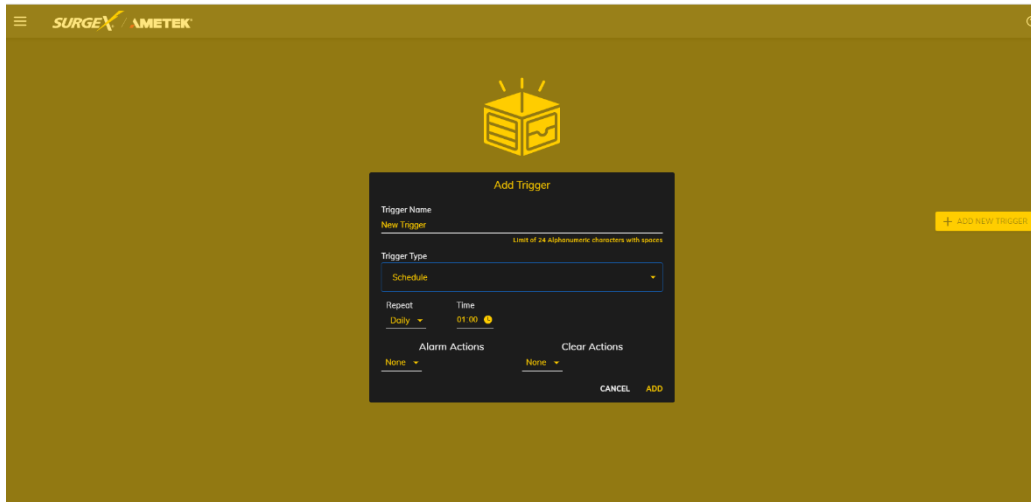 SURGEX / AMETEK
Add Trigger
Trigger Name
New Trigger
Limit of 24 Alphanumeric characters with spaces
+ ADD NEW TRIGGER
Trigger Type
Schedule
Repeat Time
Daily 01:00
Alarm Actions Clear Actions
None None
CANCEL ADD